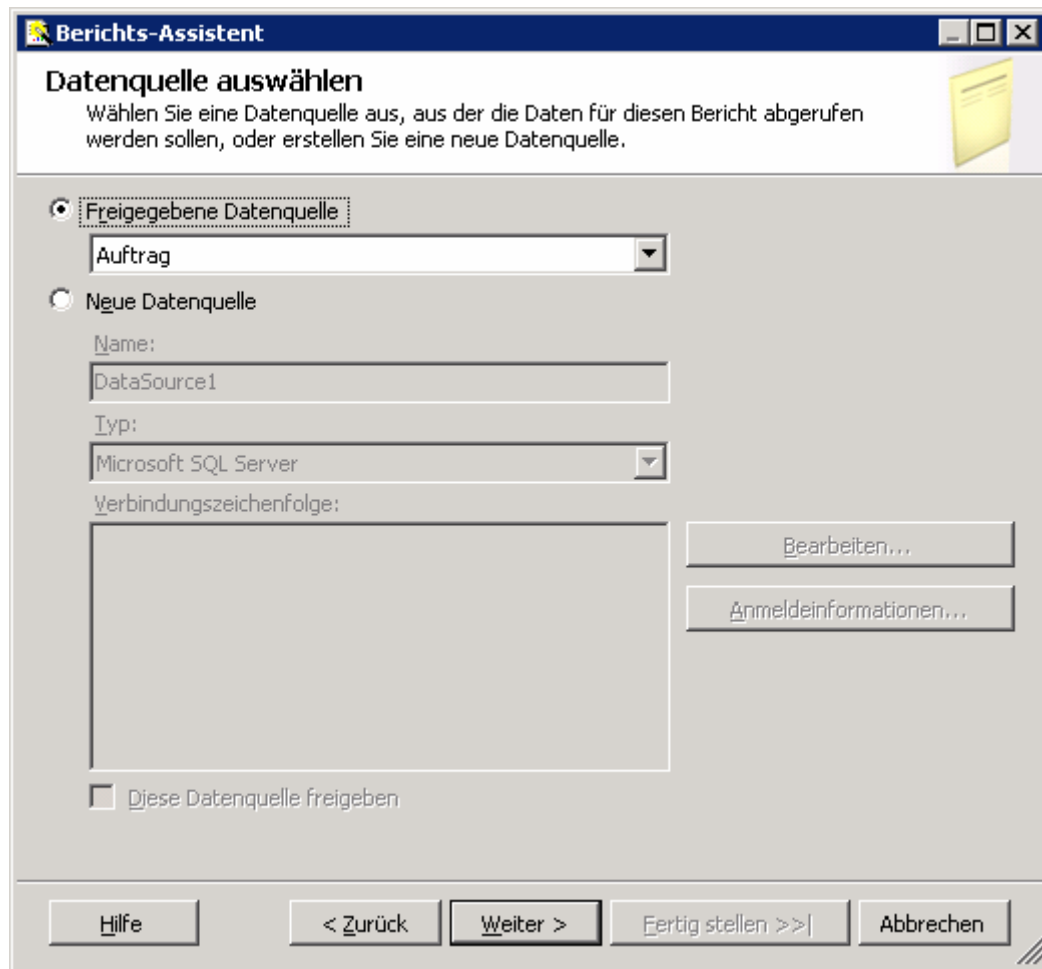 Berichts-Assistent
Datenquelle auswählen
Wählen Sie eine Datenquelle aus, aus der die Daten für diesen Bericht abgerufen
werden sollen, oder erstellen Sie eine neue Datenquelle.
Freigegebene Datenquelle
Auftrag
Neue Datenquelle
Name:
DataSource1
Typ:
Microsoft SQL Server
Verbindungszeichenfolge:
Bearbeiten...
Anmeldeinformationen...
Diese Datenquelle freigeben
Hilfe
< Zurück
Weiter >
Fertig stellen >>|
Abbrechen